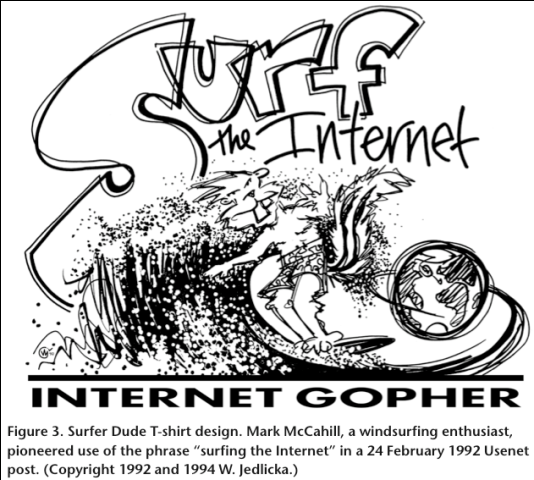 Surf
the Internet
INTERNET GOPHER
Figure 3. Surfer Dude T-shirt design. Mark McCahill, a windsurfing enthusiast,
pioneered use of the phrase “surfing the Internet” in a 24 February 1992 Usenet
post. (Copyright 1992 and 1994 W. Jedlicka.)